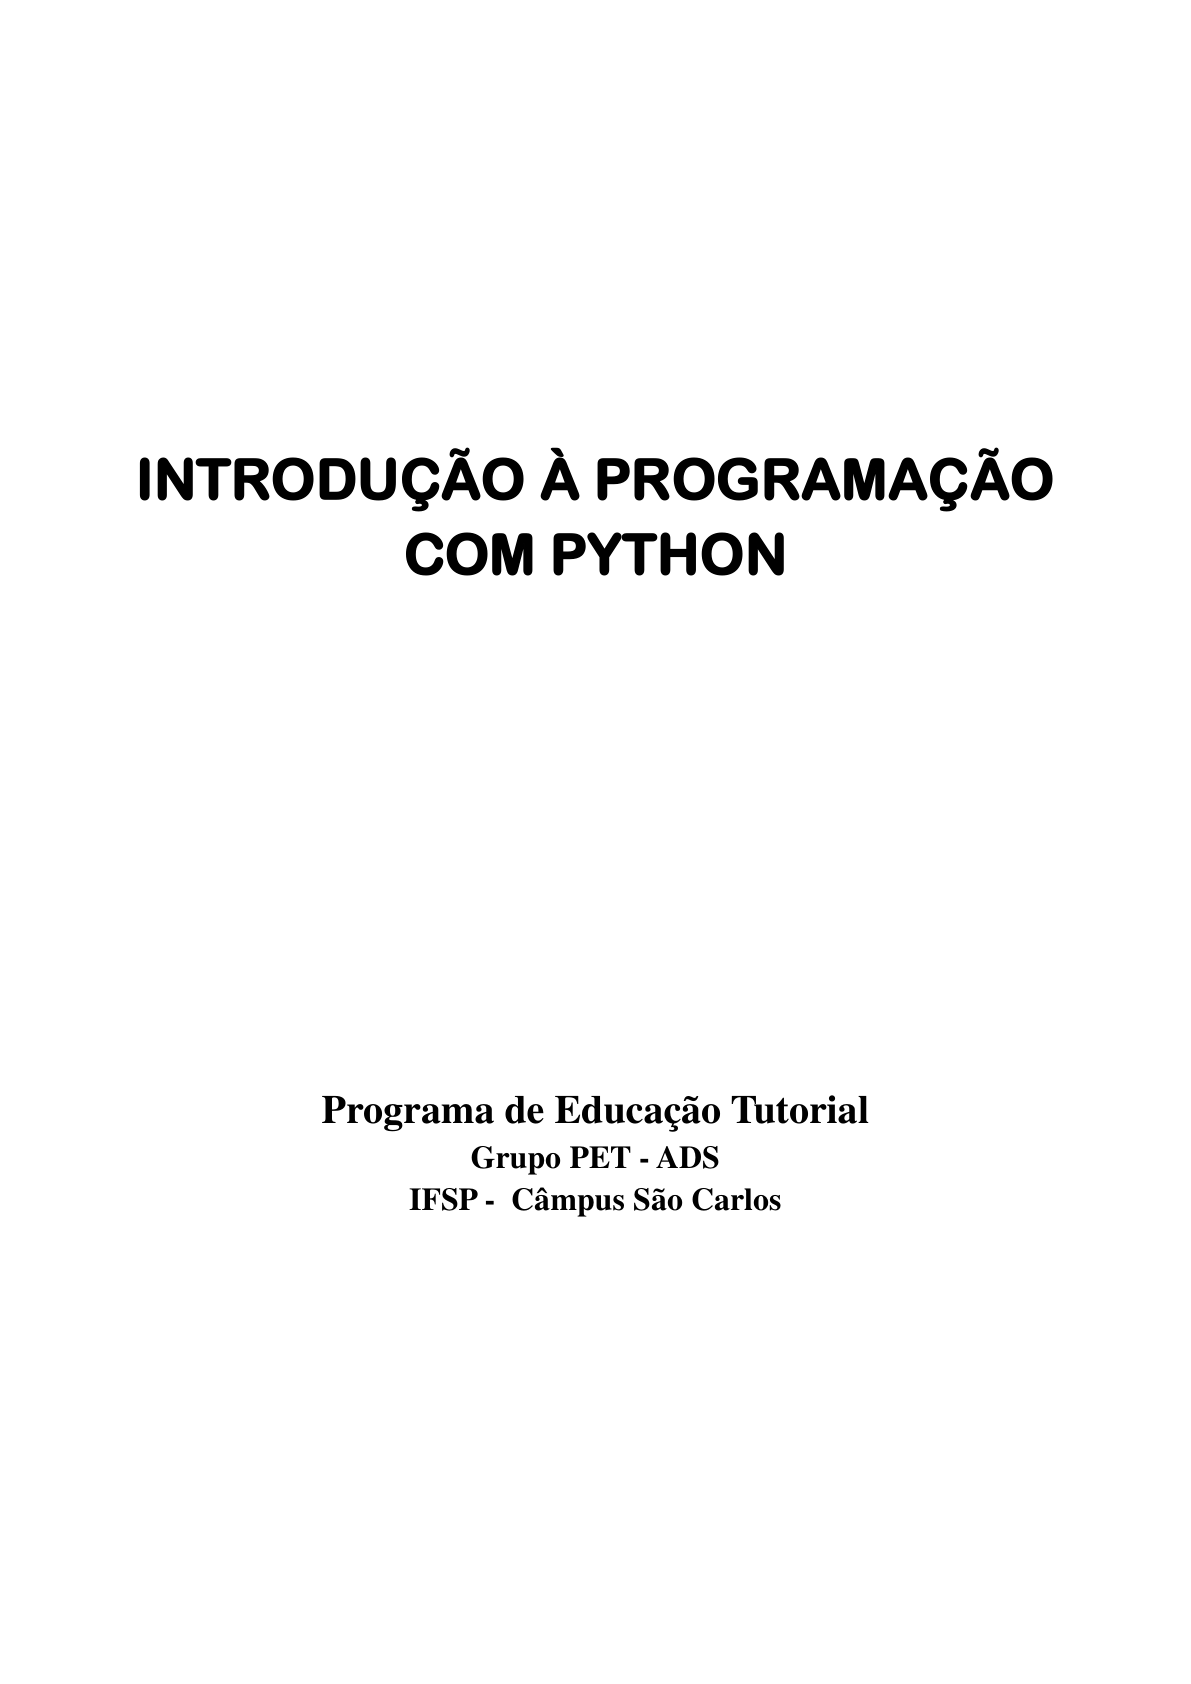 INTRODUÇÃO À PROGRAMAÇÃO
COM PYTHON
Programa de Educação Tutorial
Grupo PET - ADS
IFSP -  Câmpus São Carlos